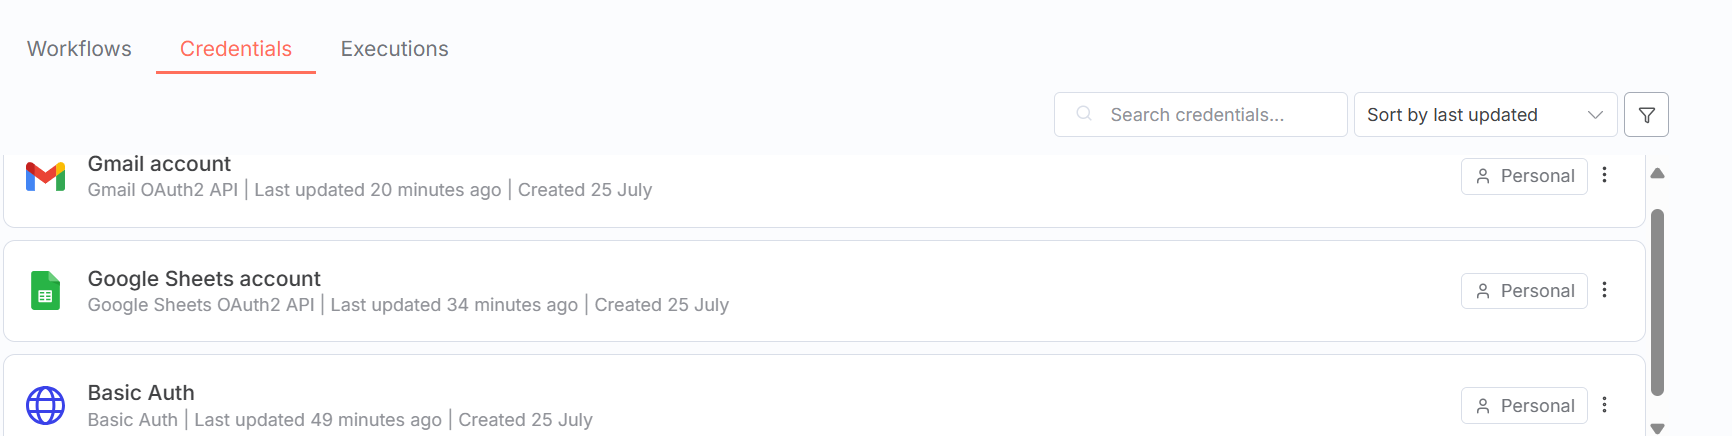 Workflows Credentials Executions
Search credentials... Sort by last updated
Gmail account
Gmail OAuth2 API | Last updated 20 minutes ago | Created 25 July
Personal
Google Sheets account
Google Sheets OAuth2 API | Last updated 34 minutes ago | Created 25 July
Personal
Basic Auth
Basic Auth | Last updated 49 minutes ago | Created 25 July
Personal